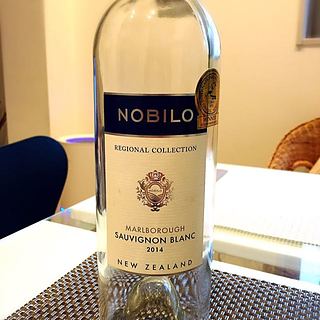 NOBILO
REGIONAL COLLECTION
MARLBOROUGH
SAUVIGNON BLANC
2014
NEW ZEALAND